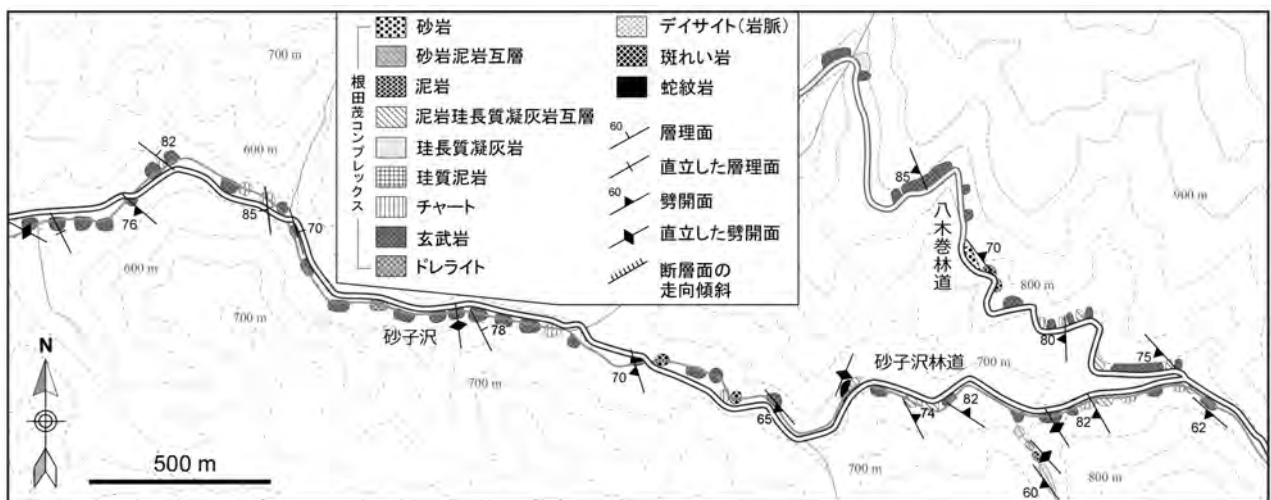 700 m
600 m
600 m
700 m
700 m
900 m
800 m
700 m
700 m
800 m
82
76
85
70
78
70
65
74
82
82
62
75
80
70
85
60
砂子沢
砂子沢林道
八木巻林道
N
500 m
根田茂コンプレックス
砂岩
砂岩泥岩互層
泥岩
泥岩珪長質凝灰岩互層
珪長質凝灰岩
珪質泥岩
チャート
玄武岩
ドレライト
デイサイト(岩脈)
斑れい岩
蛇紋岩
60 層理面
直立した層理面
60 劈開面
直立した劈開面
断層面の
走向傾斜